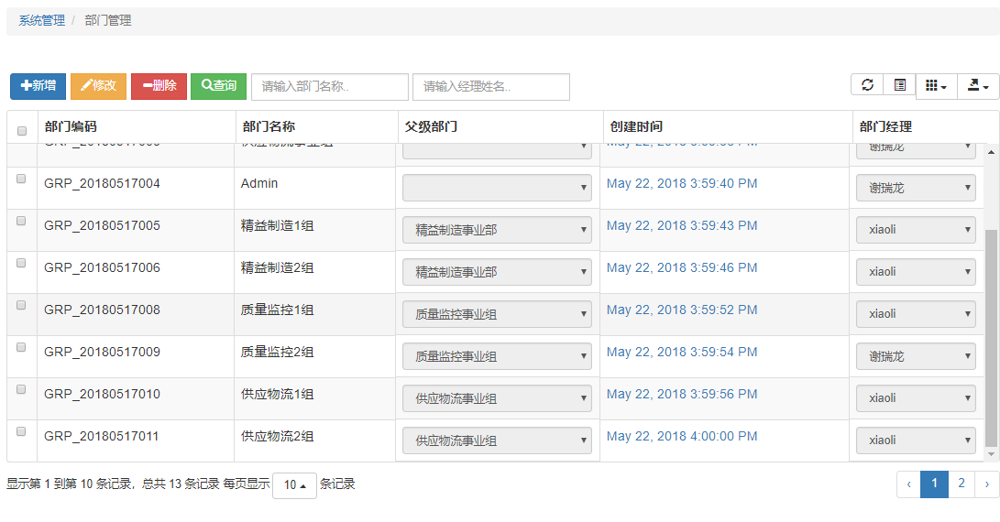 系统管理 / 部门管理
新增 修改 删除 查询 请输入部门名称.. 请输入经理姓名..
部门编码 部门名称 父级部门 创建时间 部门经理
谢瑞龙
GRP_20180517004 Admin May 22, 2018 3:59:40 PM 谢瑞龙
GRP_20180517005 精益制造1组 精益制造事业部 May 22, 2018 3:59:43 PM xiaoli
GRP_20180517006 精益制造2组 精益制造事业部 May 22, 2018 3:59:46 PM xiaoli
GRP_20180517008 质量监控1组 质量监控事业组 May 22, 2018 3:59:52 PM xiaoli
GRP_20180517009 质量监控2组 质量监控事业组 May 22, 2018 3:59:54 PM 谢瑞龙
GRP_20180517010 供应物流1组 供应物流事业组 May 22, 2018 3:59:56 PM xiaoli
GRP_20180517011 供应物流2组 供应物流事业组 May 22, 2018 4:00:00 PM xiaoli
显示第 1 到第 10 条记录，总共 13 条记录 每页显示 10 条记录 ‹ 1 2 ›